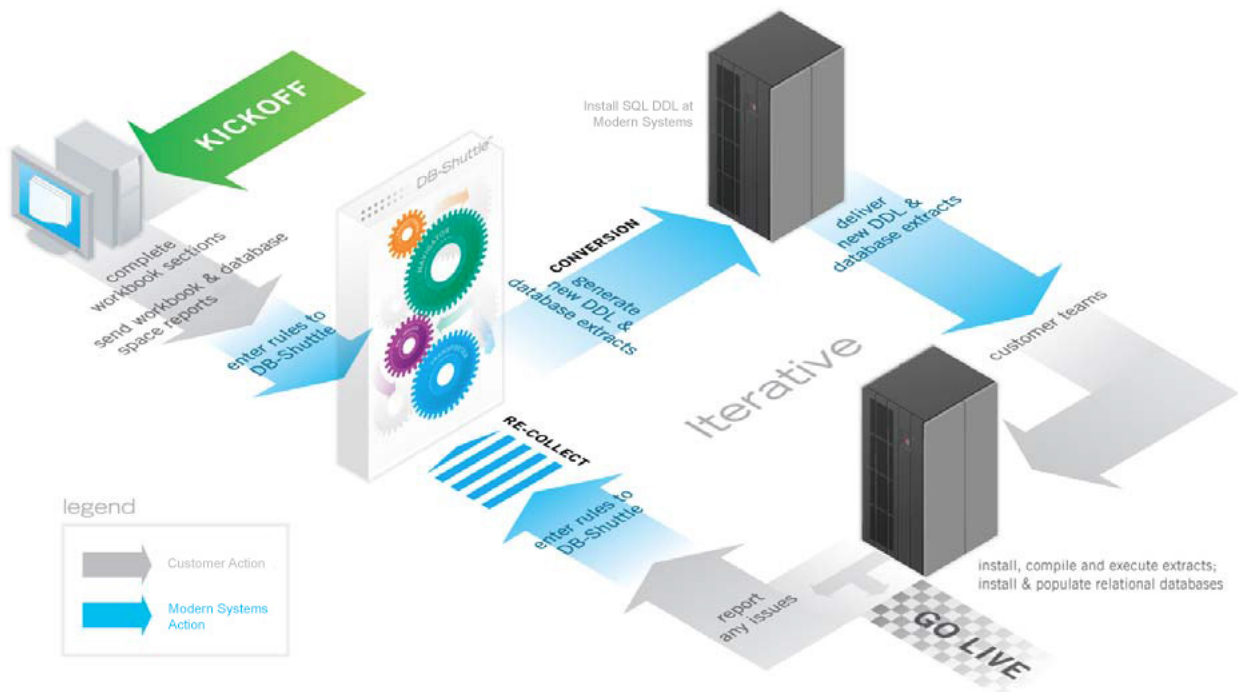 KICKOFF
complete
workbook sections
send workbook & database
space reports
enter rules to
DB-Shuttle
DB-Shuttle
NAVIGATOR
CONVERSION
generate
new DDL &
database extracts
Install SQL DDL at
Modern Systems
deliver
new DDL &
database extracts
customer teams
Iterative
install, compile and execute extracts;
install & populate relational databases
GO LIVE
report
any issues
enter rules to
DB-Shuttle
RE-COLLECT
legend
Customer Action
Modern Systems
Action